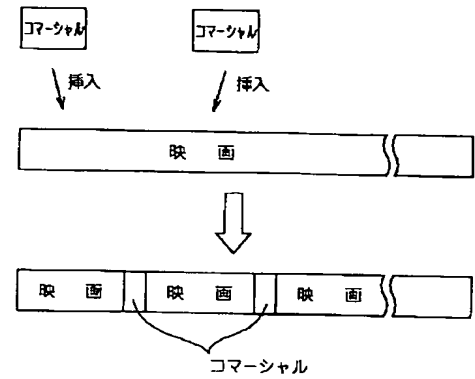 コマーシャル コマーシャル
挿入 挿入
映 画
映 画 映 画 映 画
コマーシャル